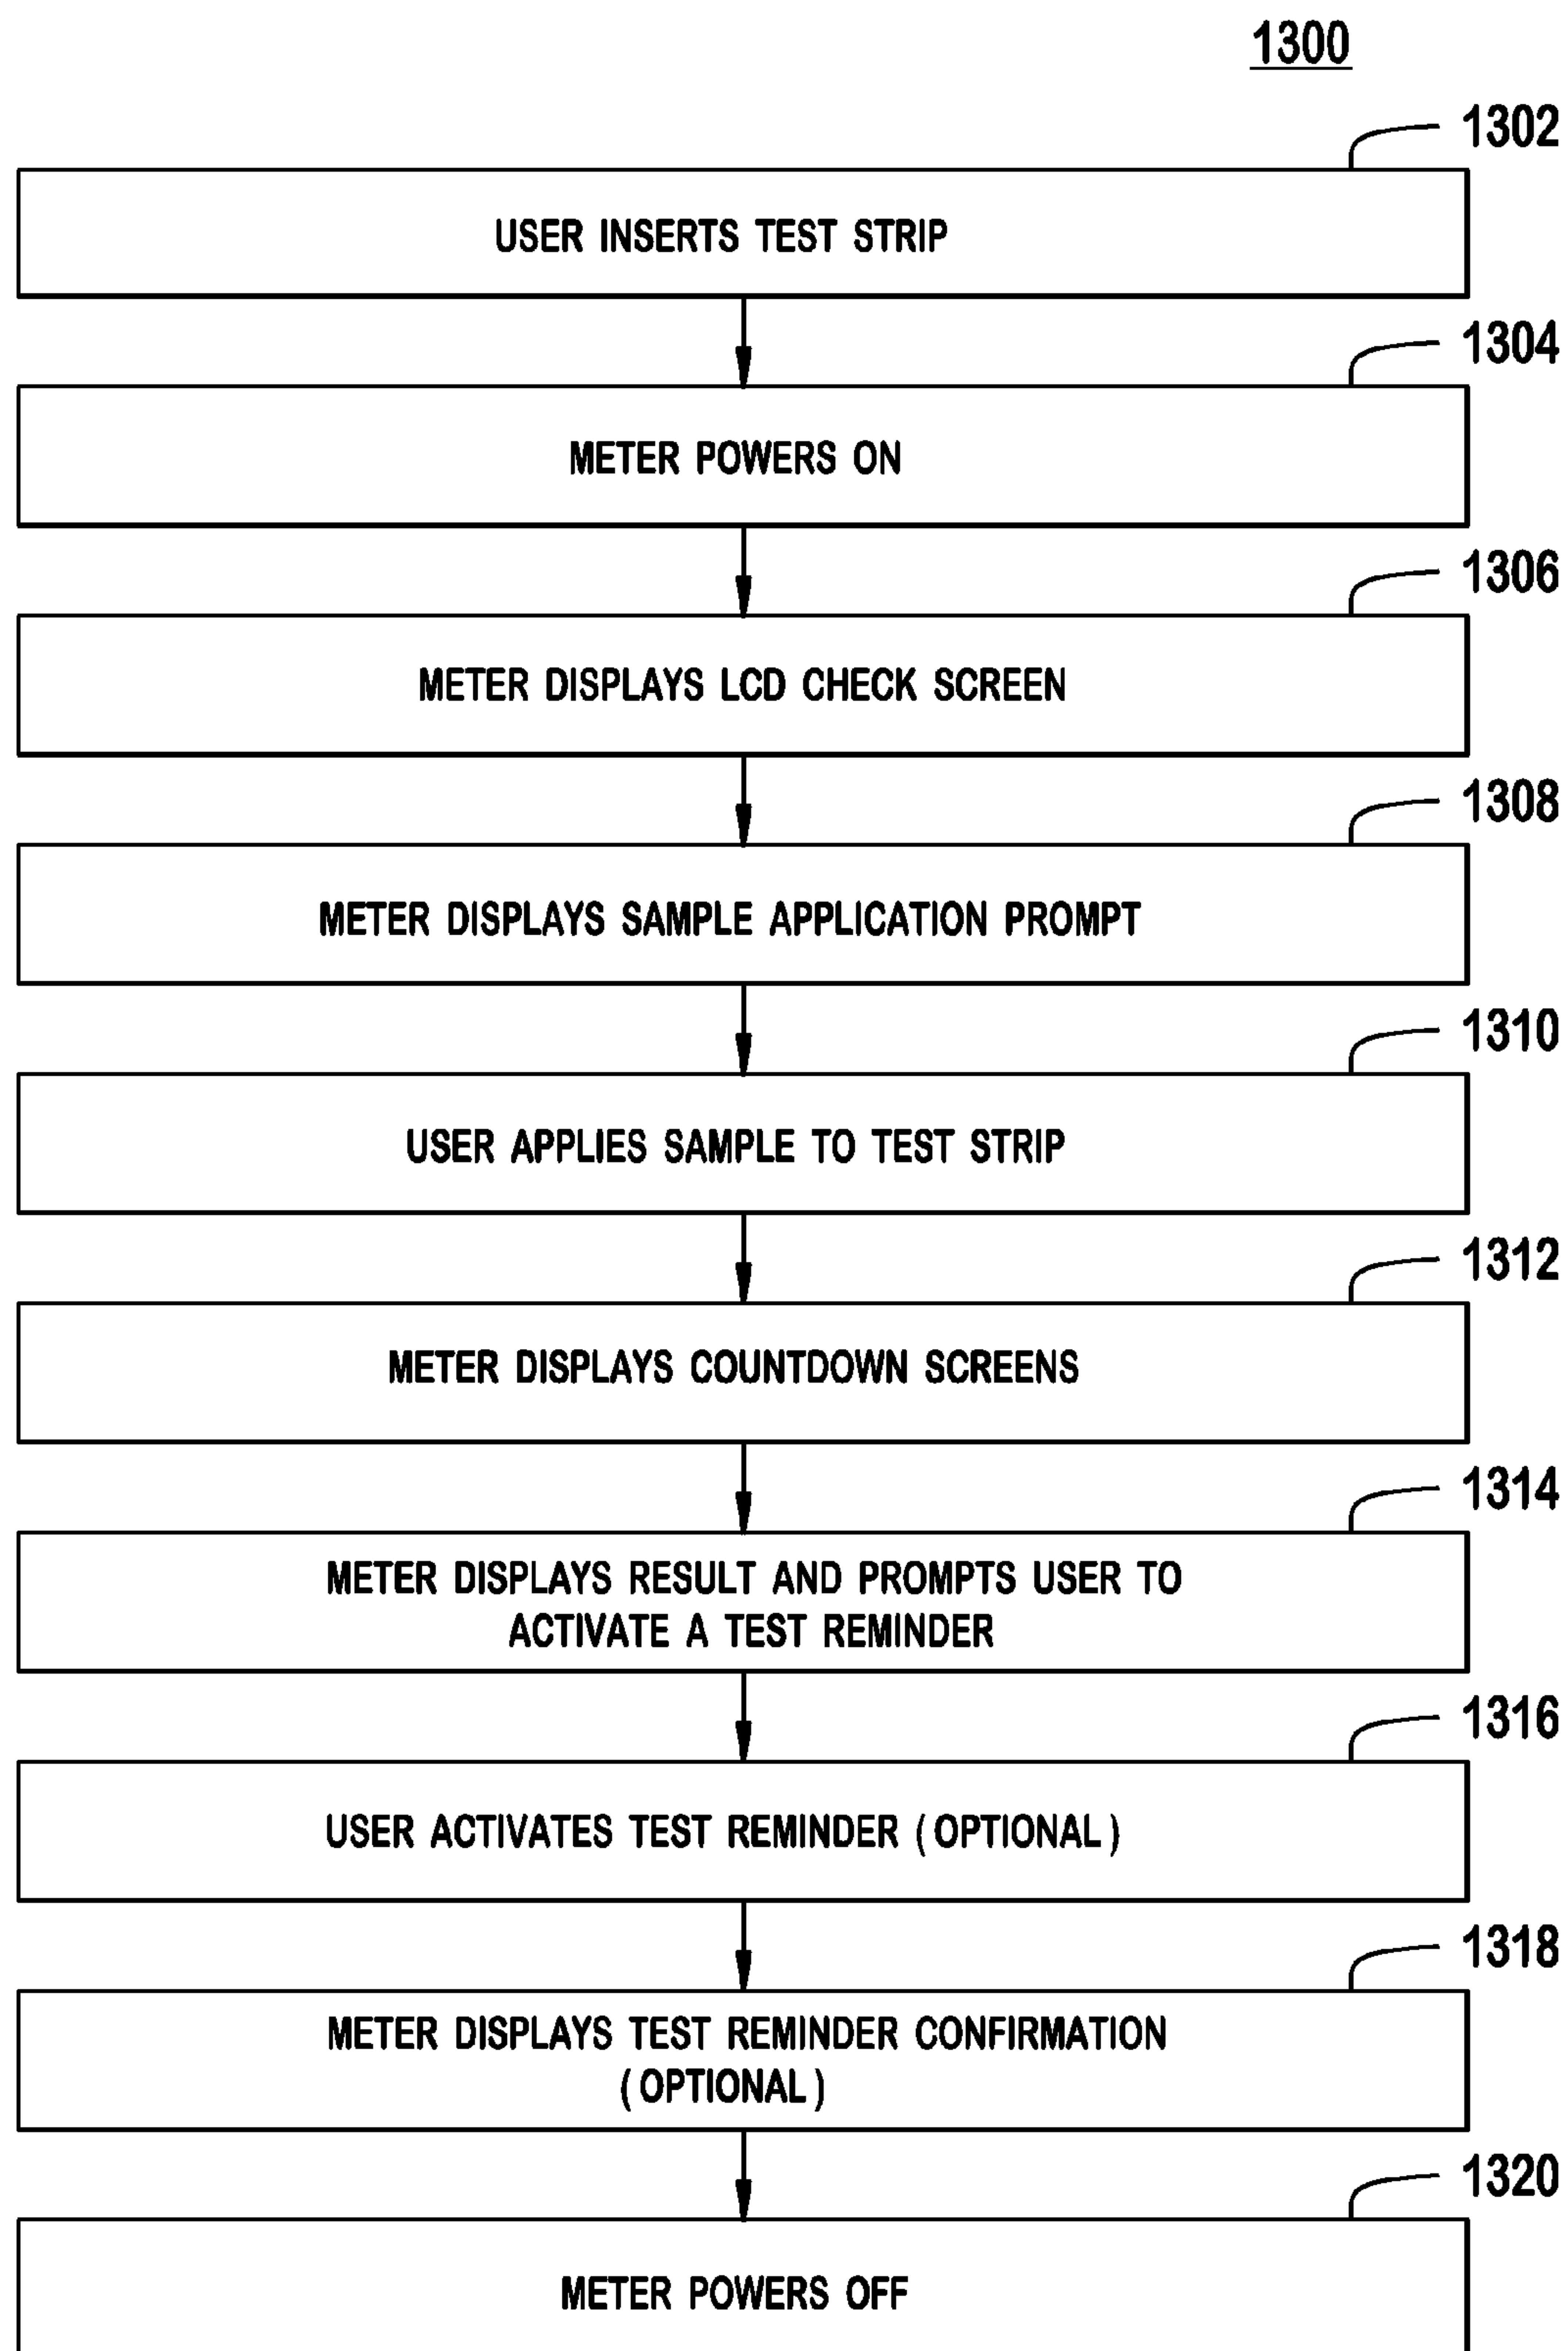 1300
1302
USER INSERTS TEST STRIP
1304
METER POWERS ON
1306
METER DISPLAYS LCD CHECK SCREEN
1308
METER DISPLAYS SAMPLE APPLICATION PROMPT
1310
USER APPLIES SAMPLE TO TEST STRIP
1312
METER DISPLAYS COUNTDOWN SCREENS
1314
METER DISPLAYS RESULT AND PROMPTS USER TO
ACTIVATE A TEST REMINDER
1316
USER ACTIVATES TEST REMINDER (OPTIONAL)
1318
METER DISPLAYS TEST REMINDER CONFIRMATION
(OPTIONAL)
1320
METER POWERS OFF